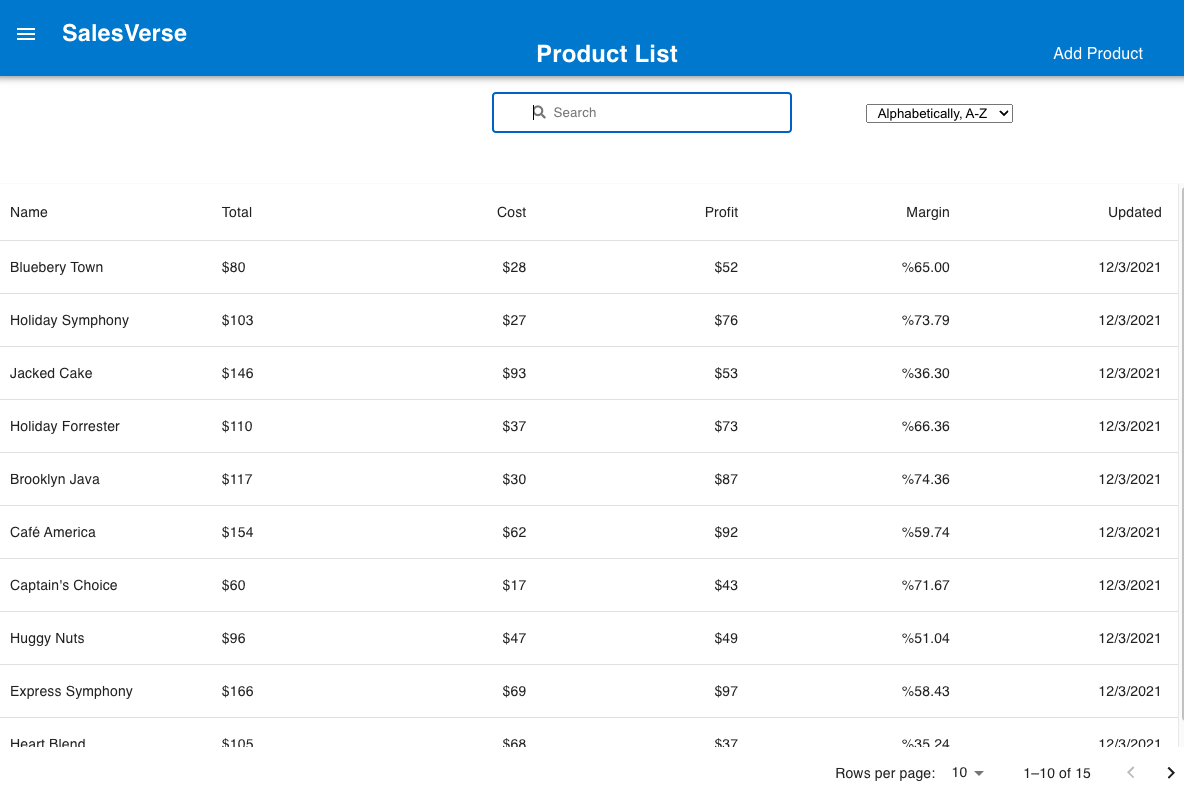 SalesVerse
Product List
Add Product
Search
Alphabetically, A-Z
Name Total Cost Profit Margin Updated
Bluebery Town $80 $28 $52 %65.00 12/3/2021
Holiday Symphony $103 $27 $76 %73.79 12/3/2021
Jacked Cake $146 $93 $53 %36.30 12/3/2021
Holiday Forrester $110 $37 $73 %66.36 12/3/2021
Brooklyn Java $117 $30 $87 %74.36 12/3/2021
Café America $154 $62 $92 %59.74 12/3/2021
Captain's Choice $60 $17 $43 %71.67 12/3/2021
Huggy Nuts $96 $47 $49 %51.04 12/3/2021
Express Symphony $166 $69 $97 %58.43 12/3/2021
Heart Blend $105 $68 $37 %35.24 12/3/2021
Rows per page: 10 1–10 of 15